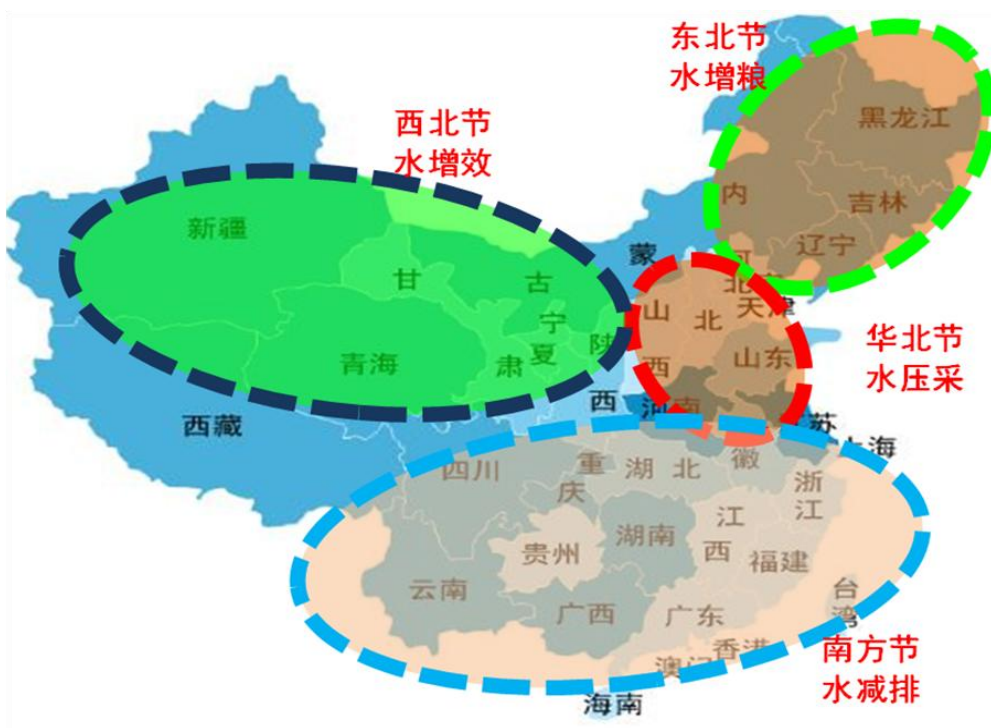 东北节
水增粮
黑龙江
西北节
水增效
内
吉林
新疆
辽宁
蒙
甘
古
北
天津
山
北
宁
夏
陕
华北节
水压采
青海
肃
西
山东
西
河南
西藏
苏
上海
四川
重
庆
湖北
徽
浙
江
江
西
湖南
贵州
福建
云南
台
湾
广西
广东
香港
澳门
南方节
水减排
海南